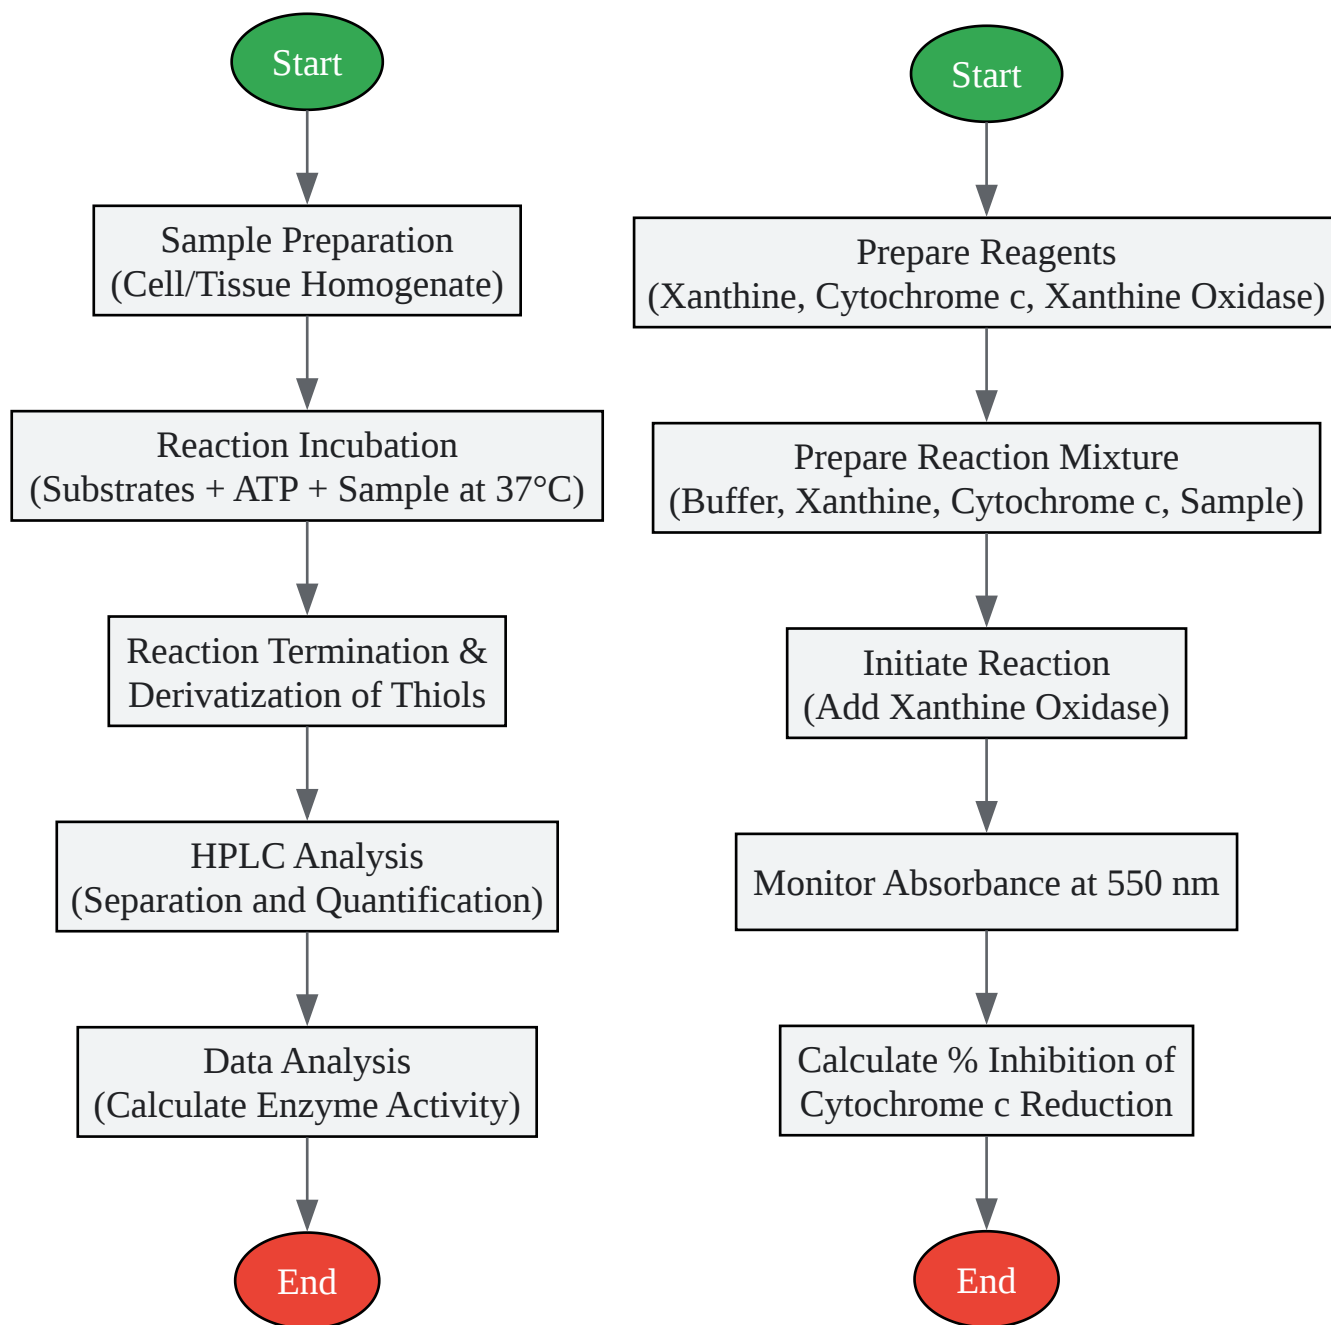 Start
Sample Preparation
(Cell/Tissue Homogenate)
Reaction Incubation
(Substrates + ATP + Sample at 37°C)
Reaction Termination &
Derivatization of Thiols
HPLC Analysis
(Separation and Quantification)
Data Analysis
(Calculate Enzyme Activity)
End
Start
Prepare Reagents
(Xanthine, Cytochrome c, Xanthine Oxidase)
Prepare Reaction Mixture
(Buffer, Xanthine, Cytochrome c, Sample)
Initiate Reaction
(Add Xanthine Oxidase)
Monitor Absorbance at 550 nm
Calculate % Inhibition of
Cytochrome c Reduction
End